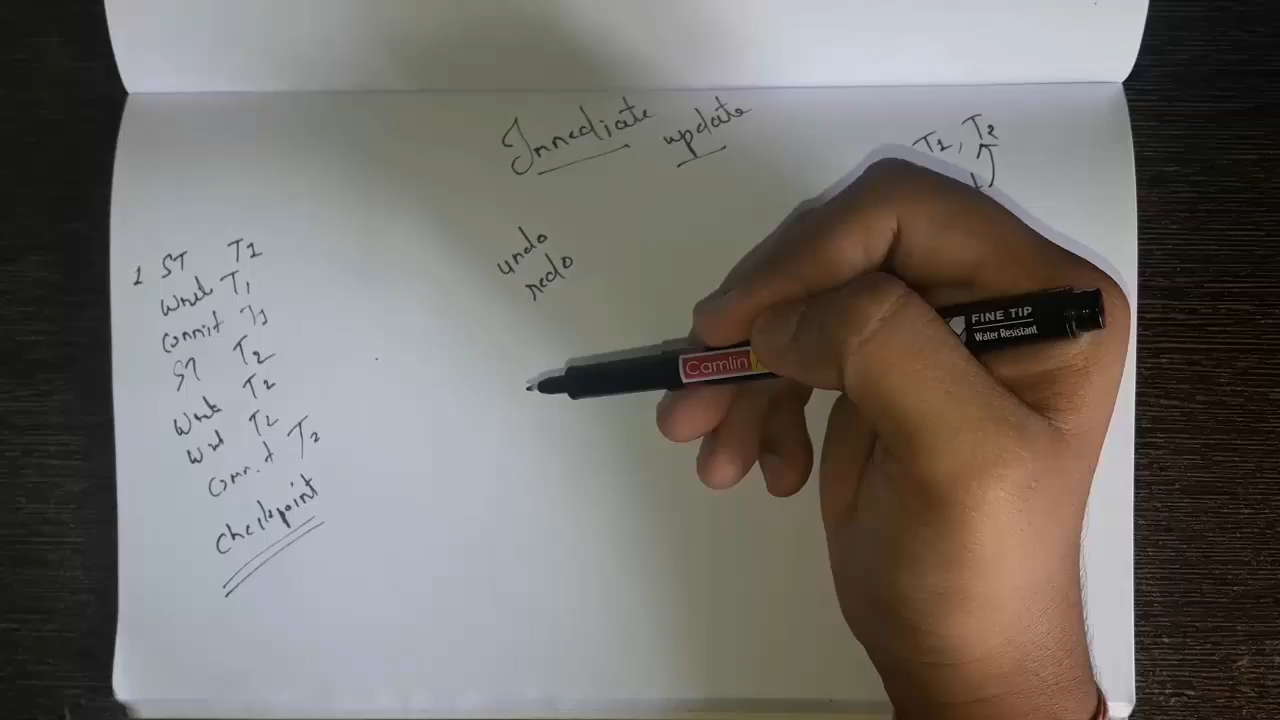 Immediate update
T1, T2
undo
redo
1 ST T1
Write T1
Commit T1
ST T2
Write T2
Writ T2
Commit T2
Checkpoint
Camlin
FINE TIP
Water Resistant